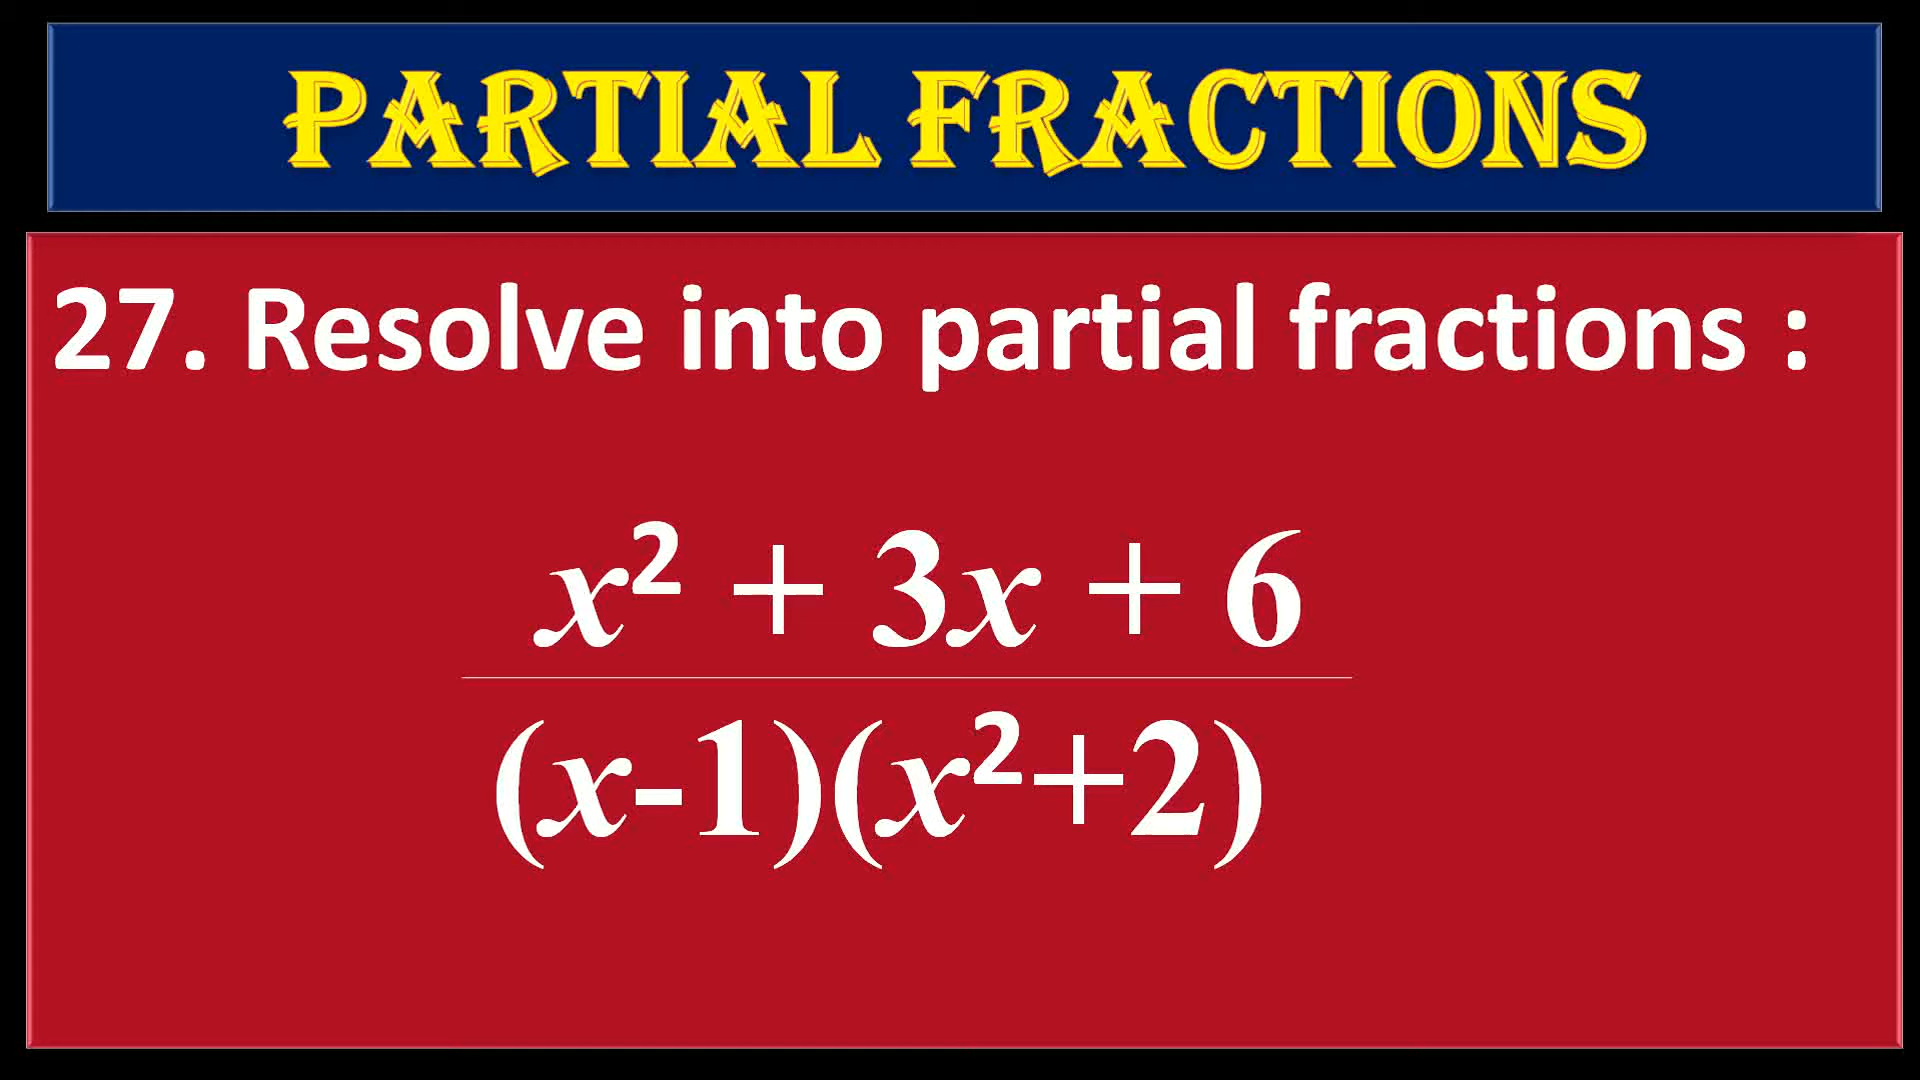 PARTIAL FRACTIONS
27. Resolve into partial fractions :
x² + 3x + 6
(x-1)(x²+2)